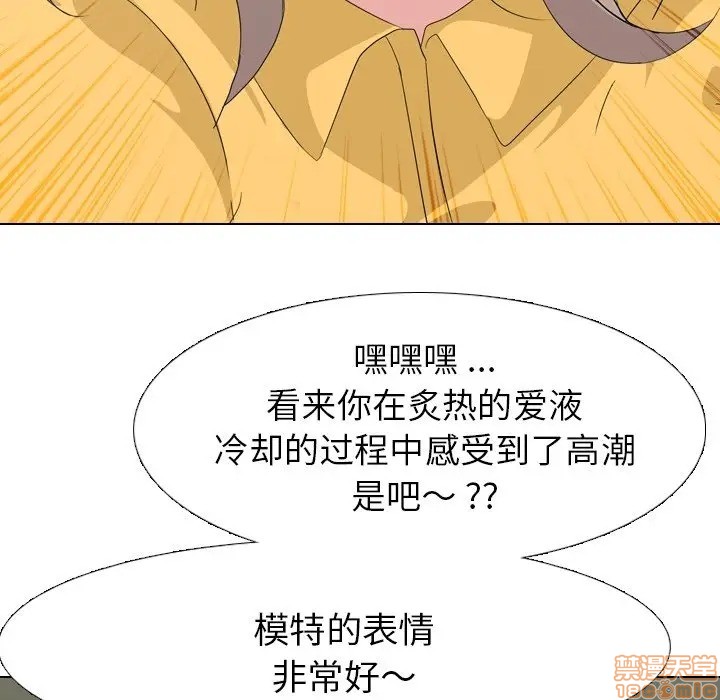 嘿嘿嘿...
看来你在炙热的爱液
冷却的过程中感受到了高潮
是吧～??
模特的表情
非常好～
禁漫天堂